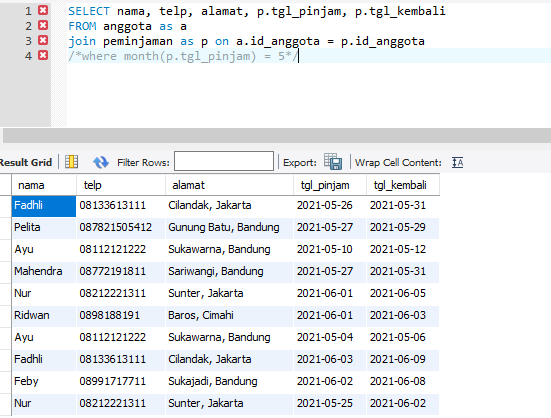 1 SELECT nama, telp, alamat, p.tgl_pinjam, p.tgl_kembali
2 FROM anggota as a
3 join peminjaman as p on a.id_anggota = p.id_anggota
4 /*where month(p.tgl_pinjam) = 5*/
Result Grid Filter Rows: Export: Wrap Cell Content: IA
nama telp alamat tgl_pinjam tgl_kembali
Fadhli 08133613111 Cilandak, Jakarta 2021-05-26 2021-05-31
Pelita 087821505412 Gunung Batu, Bandung 2021-05-27 2021-05-29
Ayu 08112121222 Sukawarna, Bandung 2021-05-10 2021-05-12
Mahendra 08772191811 Sariwangi, Bandung 2021-05-27 2021-05-31
Nur 08212221311 Sunter, Jakarta 2021-06-01 2021-06-05
Ridwan 0898188191 Baros, Cimahi 2021-06-01 2021-06-03
Ayu 08112121222 Sukawarna, Bandung 2021-05-04 2021-05-06
Fadhli 08133613111 Cilandak, Jakarta 2021-06-03 2021-06-09
Feby 08991717711 Sukajadi, Bandung 2021-06-02 2021-06-08
Nur 08212221311 Sunter, Jakarta 2021-05-25 2021-06-02